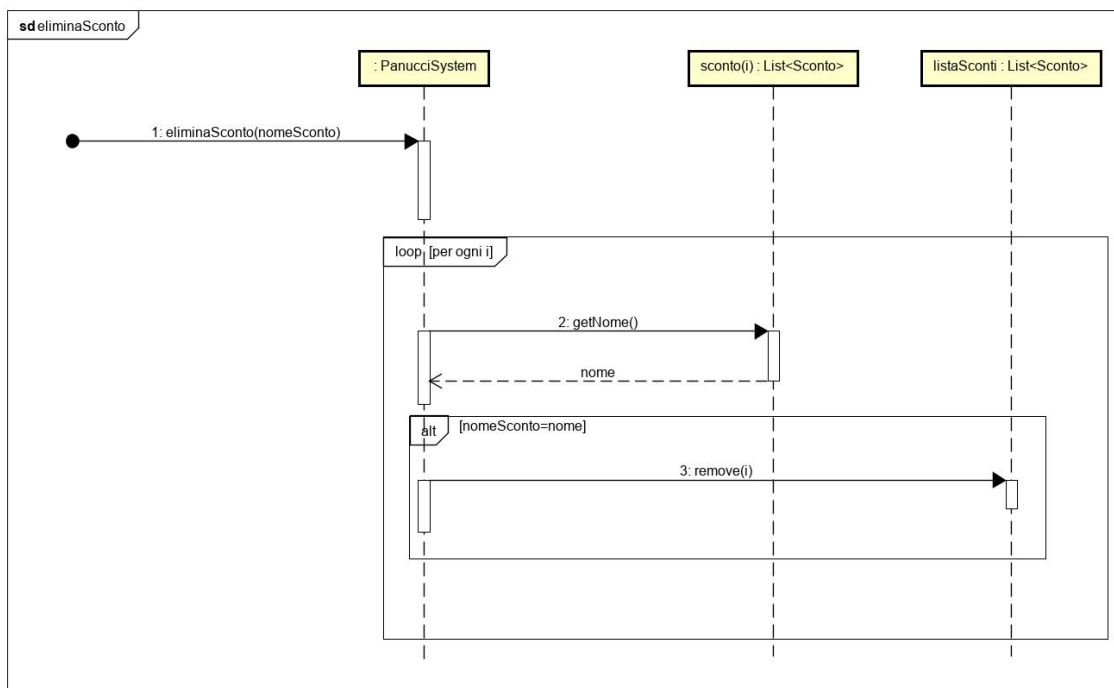 sd eliminaSconto
: PanucciSystem
sconto(i) : List<Sconto>
listaSconti : List<Sconto>
1: eliminaSconto(nomeSconto)
loop [per ogni i]
2: getNome()
nome
alt [nomeSconto=nome]
3: remove(i)